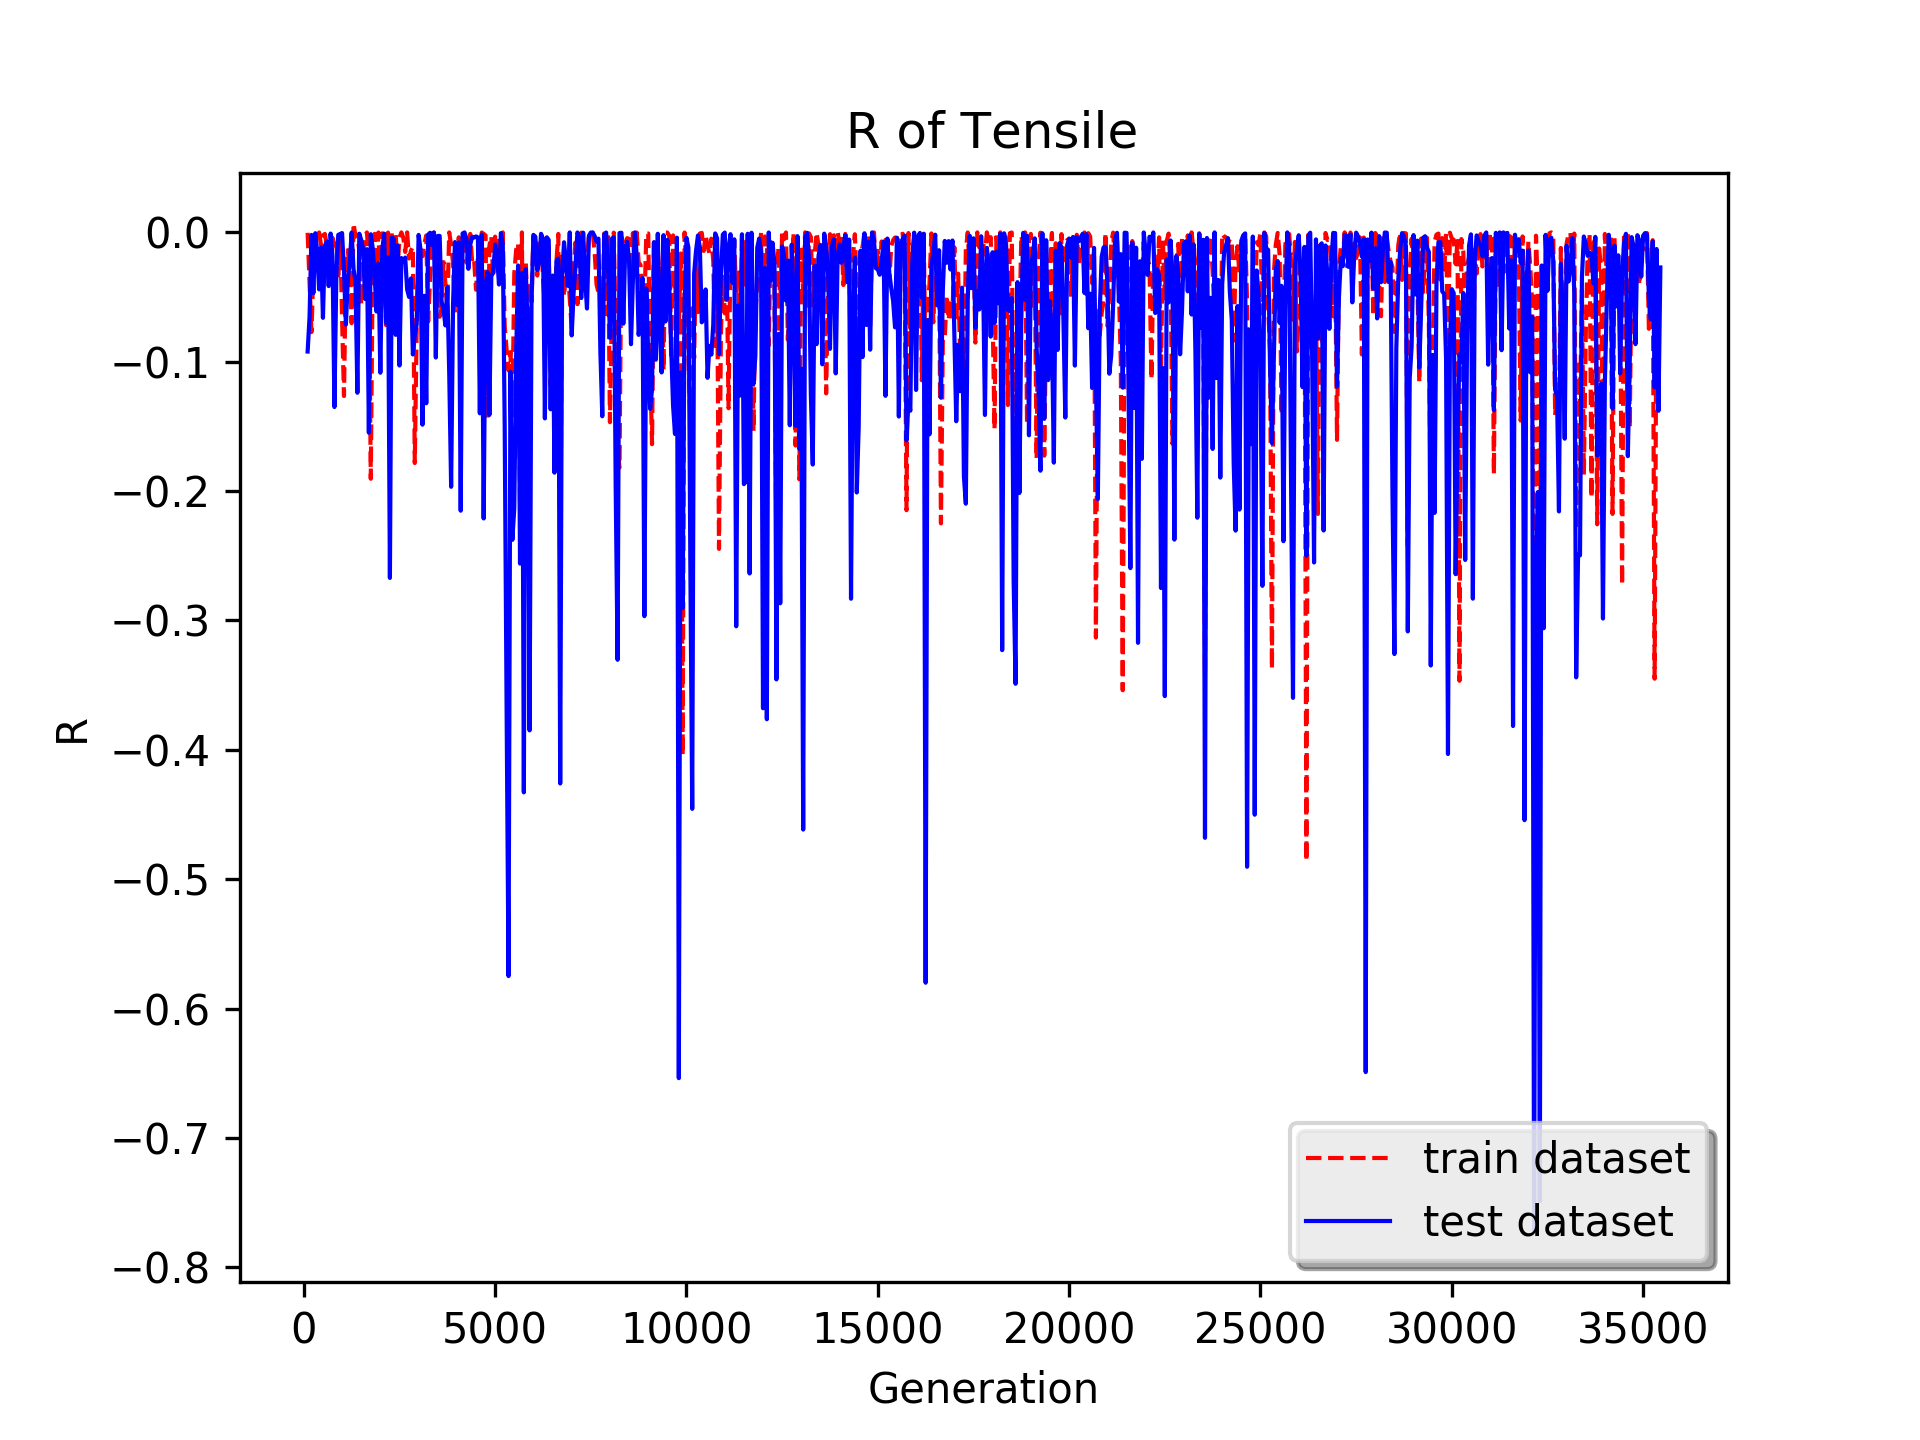 R of Tensile
0.0
−0.1
−0.2
−0.3
−0.4
−0.5
−0.6
−0.7
−0.8
R
train dataset
test dataset
0 5000 10000 15000 20000 25000 30000 35000
Generation